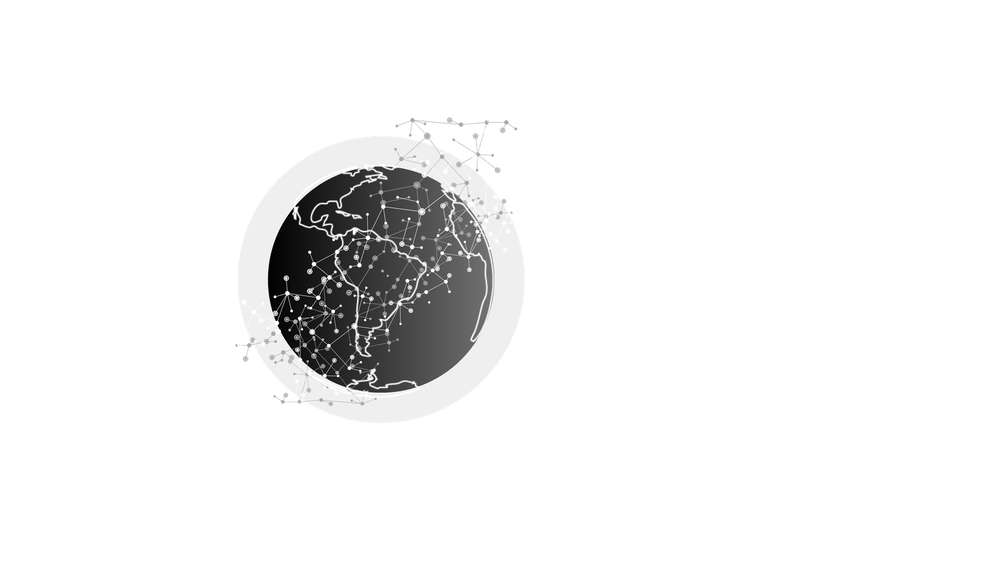 A FÍSICA
QUE NOS
CONECTA